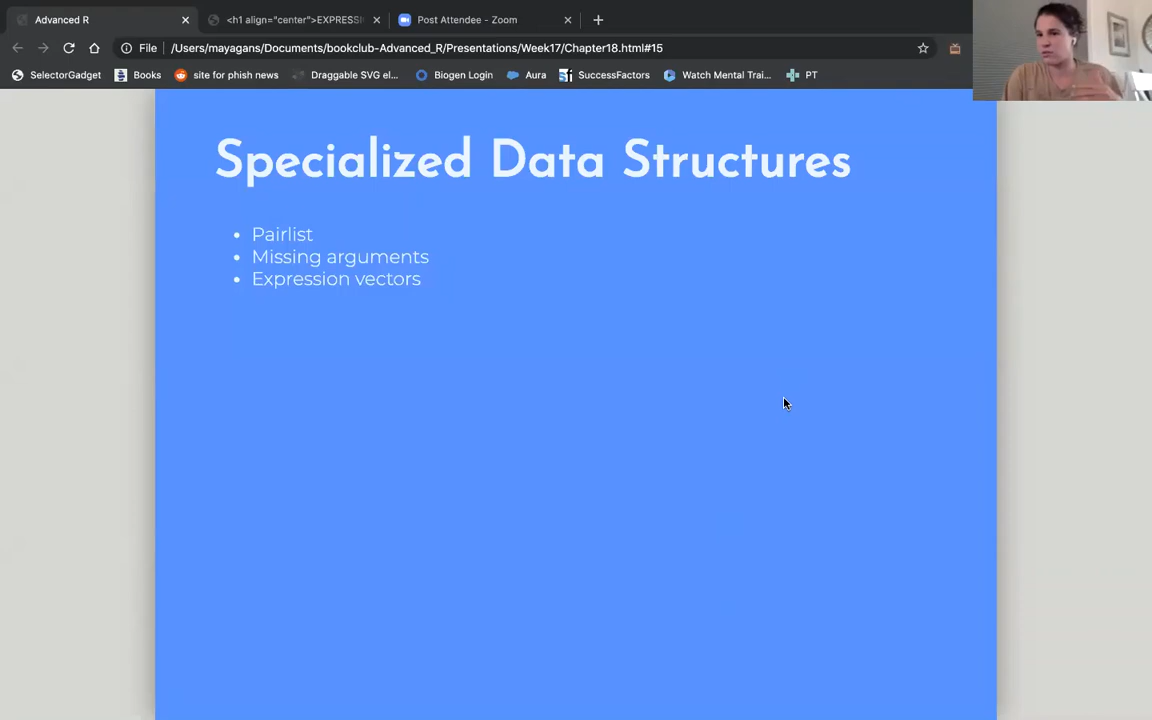 Advanced R
<h1 align="center">EXPRESSI
Post Attendee - Zoom
File
/Users/mayagans/Documents/bookclub-Advanced_R/Presentations/Week17/Chapter18.html#15
SelectorGadget
Books
site for phish news
Draggable SVG el...
Biogen Login
Aura
SuccessFactors
Watch Mental Trai...
PT
Specialized Data Structures
• Pairlist
• Missing arguments
• Expression vectors